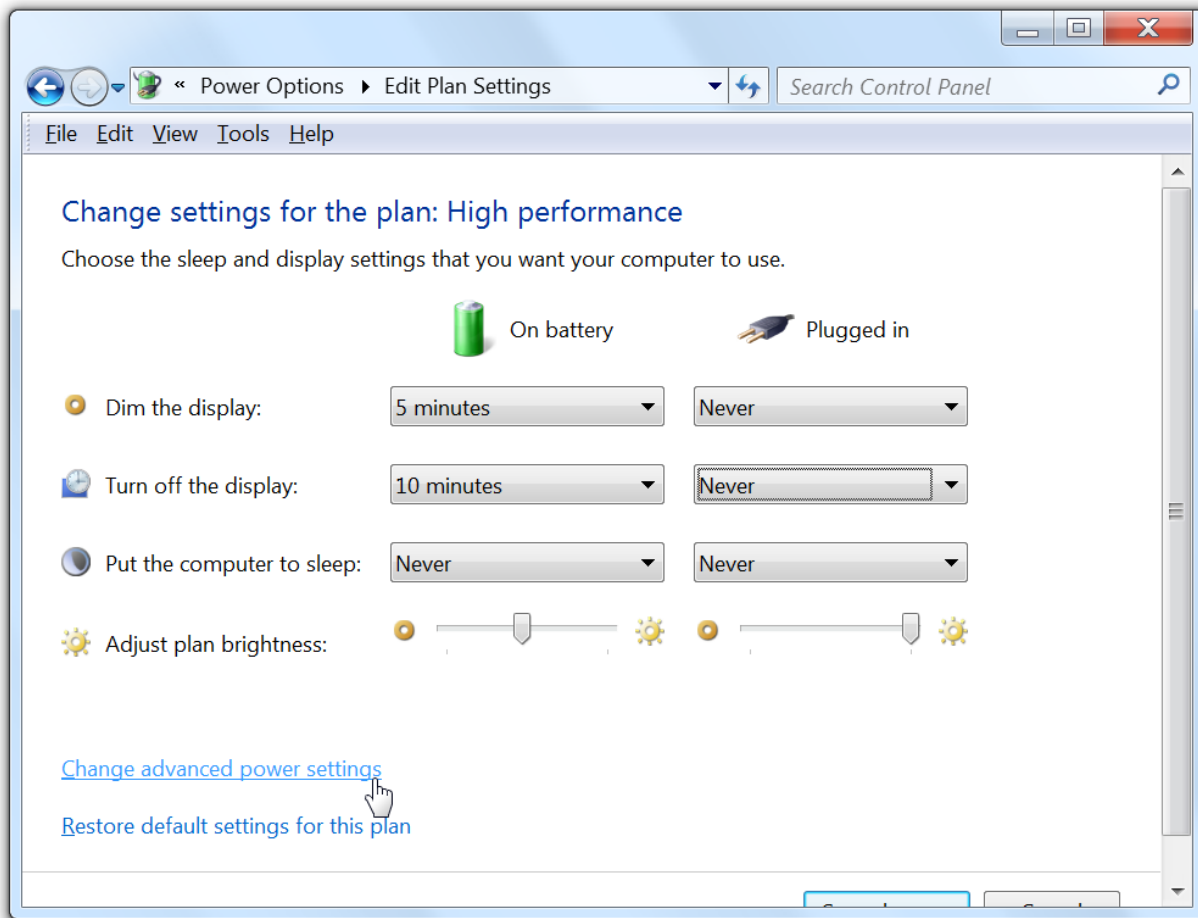 « Power Options ▸ Edit Plan Settings
Search Control Panel
File Edit View Tools Help
Change settings for the plan: High performance
Choose the sleep and display settings that you want your computer to use.
On battery Plugged in
Dim the display: 5 minutes Never
Turn off the display: 10 minutes Never
Put the computer to sleep: Never Never
Adjust plan brightness:
Change advanced power settings
Restore default settings for this plan